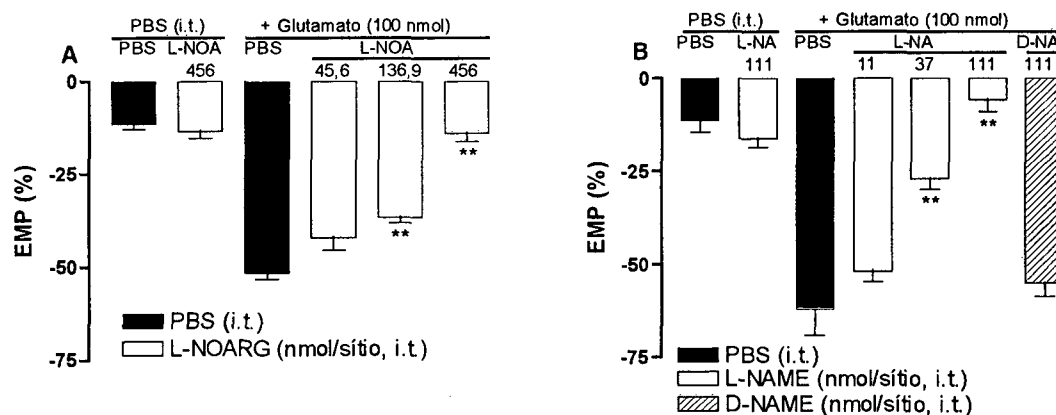 A
PBS (i.t.)
+ Glutamato (100 nmol)
PBS L-NOA PBS L-NOA
456 45,6 136,9 456
0
-25
-50
-75
EMP (%)
** **
PBS (i.t.)
L-NOARG (nmol/sítio, i.t.)
B
PBS (i.t.)
+ Glutamato (100 nmol)
PBS L-NA PBS L-NA D-NA
111 11 37 111 111
0
-25
-50
-75
EMP (%)
** **
PBS (i.t.)
L-NAME (nmol/sítio, i.t.)
D-NAME (nmol/sítio, i.t.)